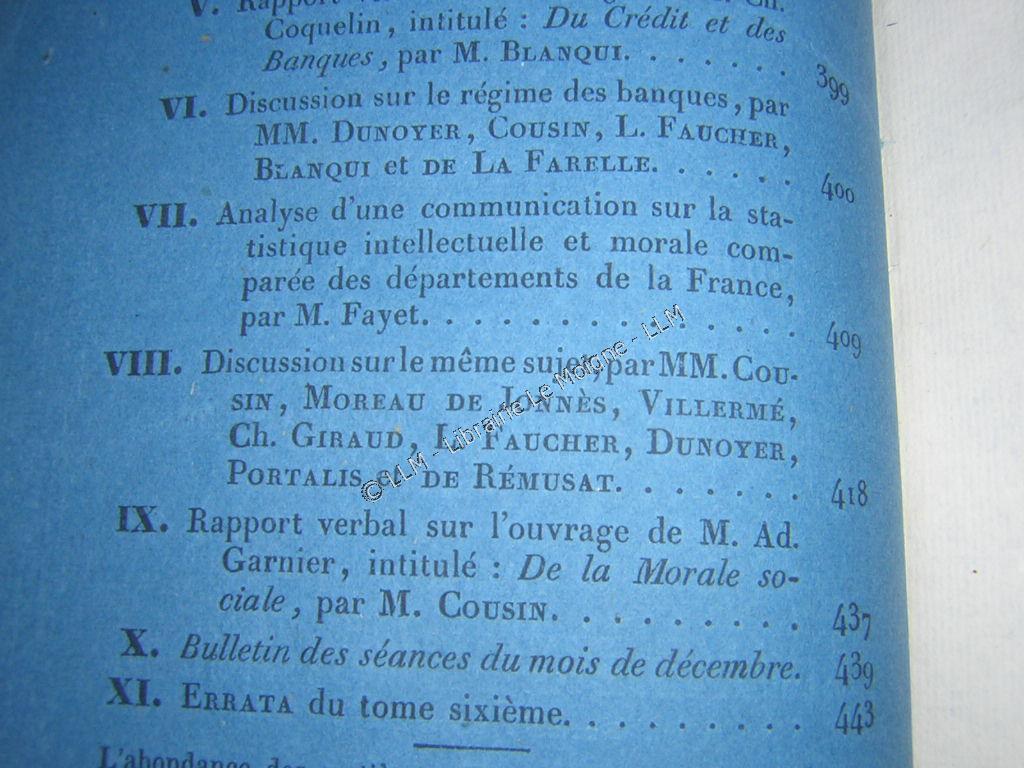 V. Rapport
Coquelin, intitulé : Du Crédit et des
Banques, par M. BLANQUI. . . . . . . 399
VI. Discussion sur le régime des banques, par
MM. DUNOYER, COUSIN, L. FAUCHER,
BLANQUI et DE LA FARELLE. . . . . . 400
VII. Analyse d'une communication sur la sta-
tistique intellectuelle et morale com-
parée des départements de la France,
par M. Fayet. . . . . . . . . . . . . . 409
VIII. Discussion sur le même sujet, par MM. COU-
SIN, MOREAU DE JONNÈS, VILLERMÉ,
Ch. GIRAUD, L. FAUCHER, DUNOYER,
PORTALIS et DE RÉMUSAT. . . . . . . 418
IX. Rapport verbal sur l'ouvrage de M. Ad.
Garnier, intitulé : De la Morale so-
ciale, par M. COUSIN. . . . . . . . . 437
X. Bulletin des séances du mois de décembre. 439
XI. ERRATA du tome sixième. . . . . . . . 443
L'abondance
© LLM - Librairie Le Moigne - LLM